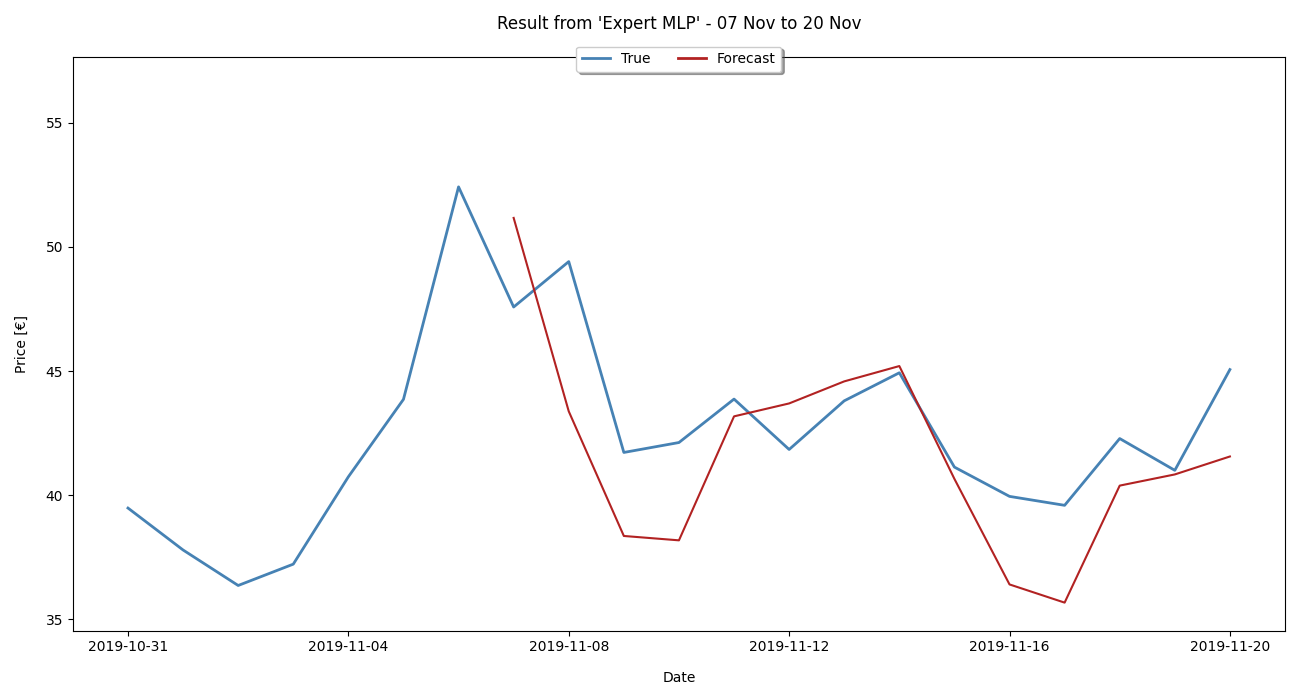 Result from 'Expert MLP' - 07 Nov to 20 Nov
True
Forecast
55
50
45
40
35
Price [€]
2019-10-31
2019-11-04
2019-11-08
2019-11-12
2019-11-16
2019-11-20
Date